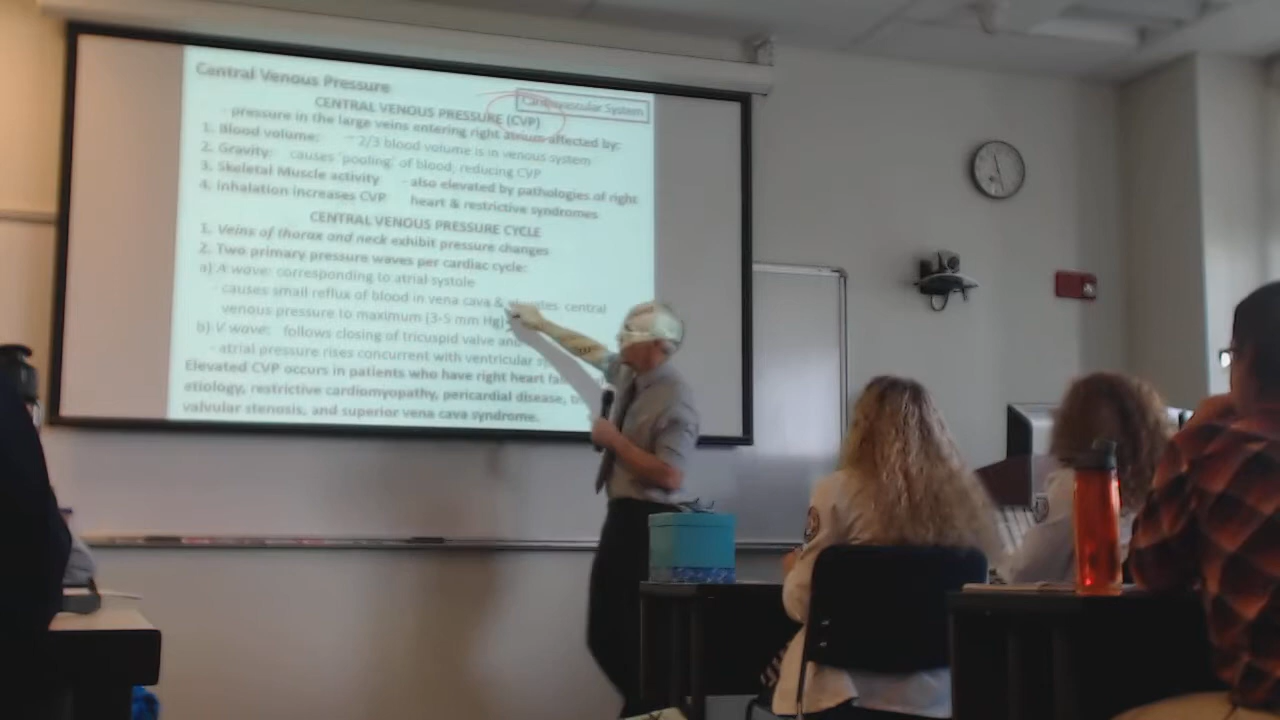 Central Venous Pressure
Cardiovascular System
CENTRAL VENOUS PRESSURE (CVP)
- pressure in the large veins entering right atrium affected by:
1. Blood volume: ~ 2/3 blood volume is in venous system
2. Gravity: causes 'pooling' of blood, reducing CVP
3. Skeletal Muscle activity - also elevated by pathologies of right
4. Inhalation increases CVP heart & restrictive syndromes
CENTRAL VENOUS PRESSURE CYCLE
1. Veins of thorax and neck exhibit pressure changes
2. Two primary pressure waves per cardiac cycle:
a) A wave: corresponding to atrial systole
- causes small reflux of blood in vena cava & central
venous pressure to maximum (3-5 mm Hg)
b) V wave: follows closing of tricuspid valve and
- atrial pressure rises concurrent with ventricular
Elevated CVP occurs in patients who have right heart
etiology, restrictive cardiomyopathy, pericardial disease,
valvular stenosis, and superior vena cava syndrome.